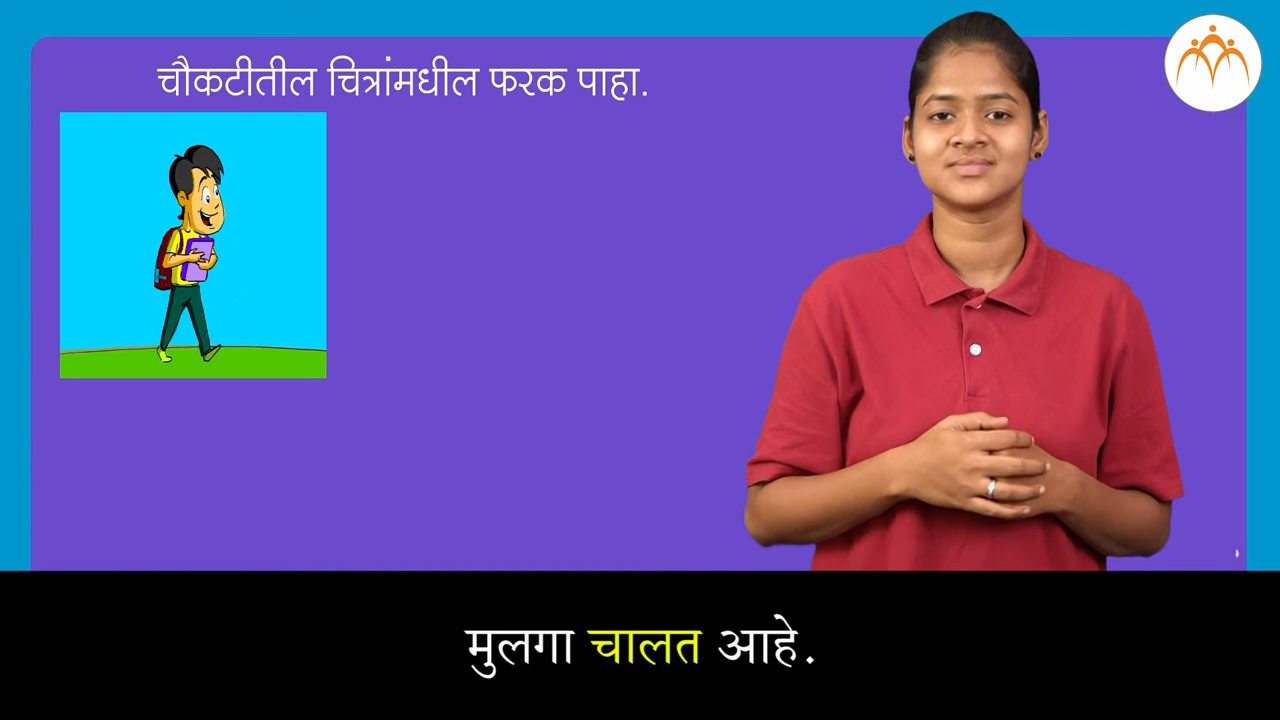 चौकटीतील चित्रांमधील फरक पाहा.
मुलगा चालत आहे.